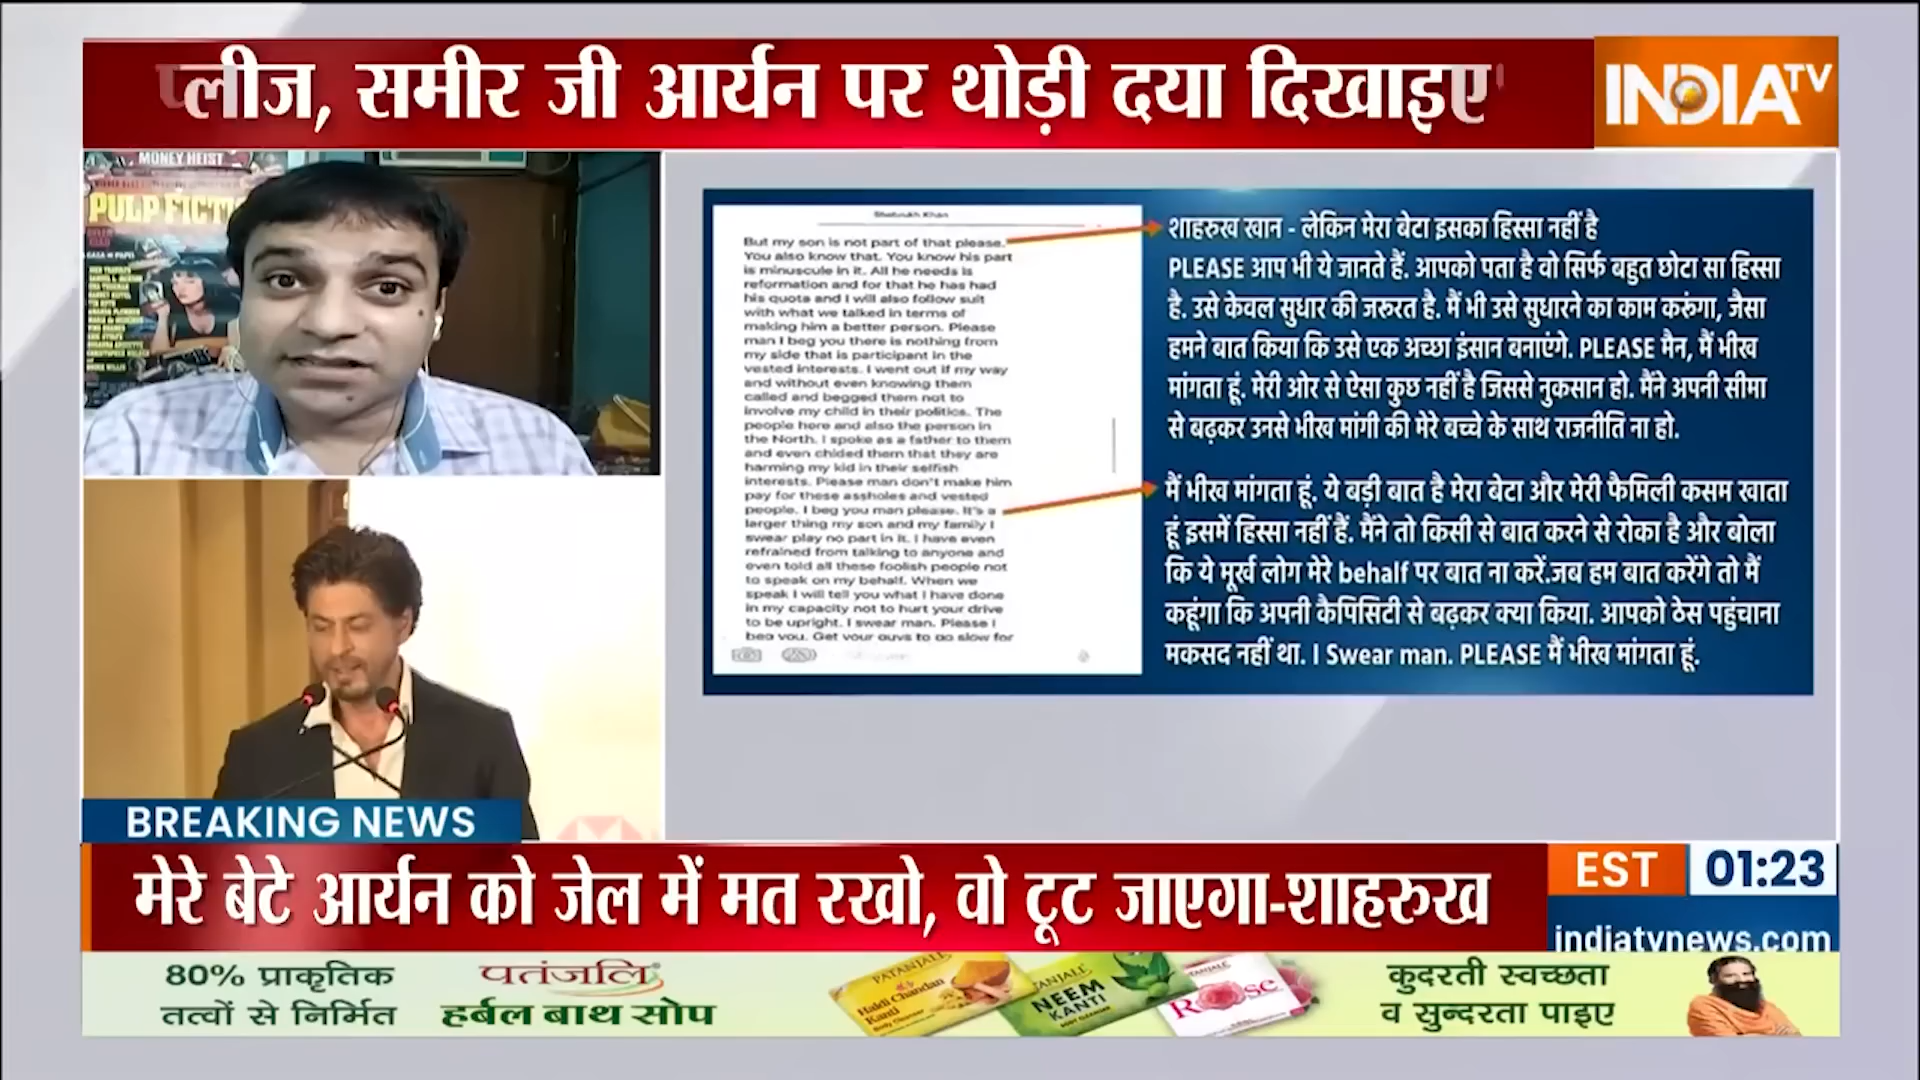 प्लीज, समीर जी आर्यन पर थोड़ी दया दिखाइए'
INDIA TV
MONEY HEIST
PULP FICTI
Shahrukh Khan
But my son is not part of that please.
You also know that. You know his part
is minuscule in it. All he needs is
reformation and for that he has had
his quota and I will also follow suit
with what we talked in terms of
making him a better person. Please
man I beg you there is nothing from
my side that is participant in the
vested interests. I went out if my way
and without even knowing them
called and begged them not to
involve my child in their politics. The
people here and also the person in
the North. I spoke as a father to them
and even chided them that they are
harming my kid in their selfish
interests. Please man don't make him
pay for these assholes and vested
people. I beg you man please. It's a
larger thing my son and my family I
swear play no part in it. I have even
refrained from talking to anyone and
even told all these foolish people not
to speak on my behalf. When we
speak I will tell you what I have done
in my capacity not to hurt your drive
to be upright. I swear man. Please I
beg you. Get your guys to go slow for
शाहरुख खान - लेकिन मेरा बेटा इसका हिस्सा नहीं है
PLEASE आप भी ये जानते हैं. आपको पता है वो सिर्फ बहुत छोटा सा हिस्सा
है. उसे केवल सुधार की जरूरत है. मैं भी उसे सुधारने का काम करूंगा, जैसा
हमने बात किया कि उसे एक अच्छा इंसान बनाएंगे. PLEASE मैन, मैं भीख
मांगता हूं. मेरी ओर से ऐसा कुछ नहीं है जिससे नुकसान हो. मैंने अपनी सीमा
से बढ़कर उनसे भीख मांगी की मेरे बच्चे के साथ राजनीति ना हो.
मैं भीख मांगता हूं. ये बड़ी बात है मेरा बेटा और मेरी फैमिली कसम खाता
हूं इसमें हिस्सा नहीं हैं. मैंने तो किसी से बात करने से रोका है और बोला
कि ये मूर्ख लोग मेरे behalf पर बात ना करें.जब हम बात करेंगे तो मैं
कहूंगा कि अपनी कैपिसिटी से बढ़कर क्या किया. आपको ठेस पहुंचाना
मकसद नहीं था. I Swear man. PLEASE मैं भीख मांगता हूं.
BREAKING NEWS
मेरे बेटे आर्यन को जेल में मत रखो, वो टूट जाएगा-शाहरुख
EST 01:23
indiatvnews.com
80% प्राकृतिक
तत्वों से निर्मित
पतंजलि
हर्बल बाथ सोप
PATANJALI
Haldi Chandan
Kanti
Body Cleanser
PATANJALI
NEEM
KANTI
BODY CLEANSER
PATANJALI
Rose
कुदरती स्वच्छता
व सुन्दरता पाइए